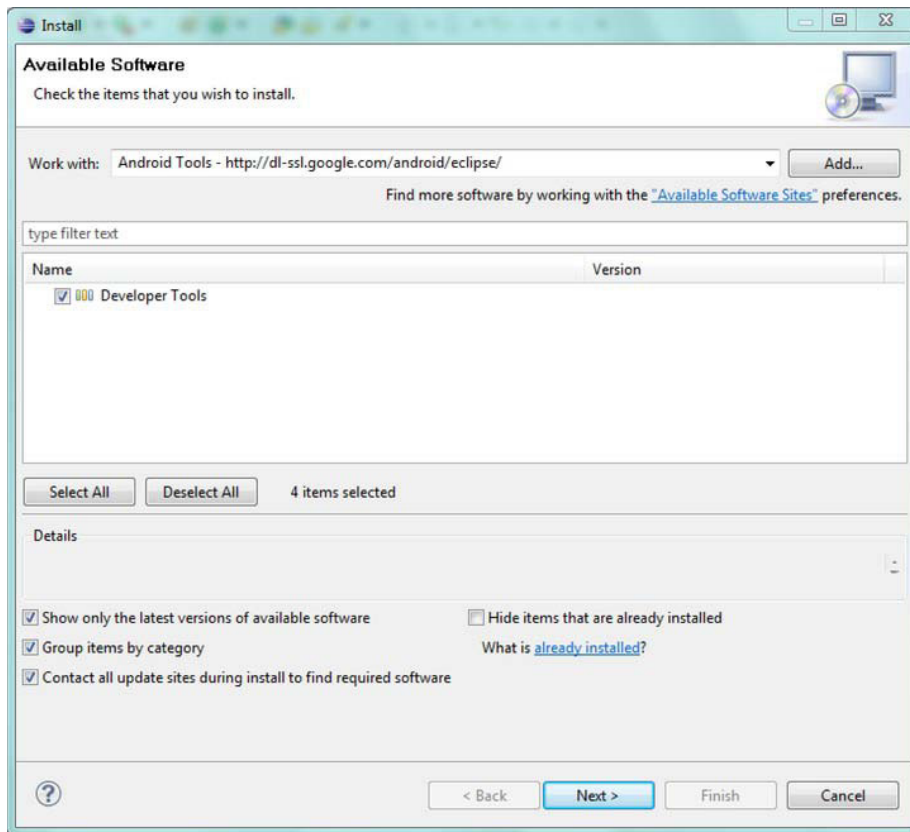 Install
Available Software
Check the items that you wish to install.
Work with: Android Tools - http://dl-ssl.google.com/android/eclipse/ Add...
Find more software by working with the "Available Software Sites" preferences.
type filter text
Name Version
Developer Tools
Select All Deselect All 4 items selected
Details
Show only the latest versions of available software Hide items that are already installed
Group items by category What is already installed?
Contact all update sites during install to find required software
? < Back Next > Finish Cancel